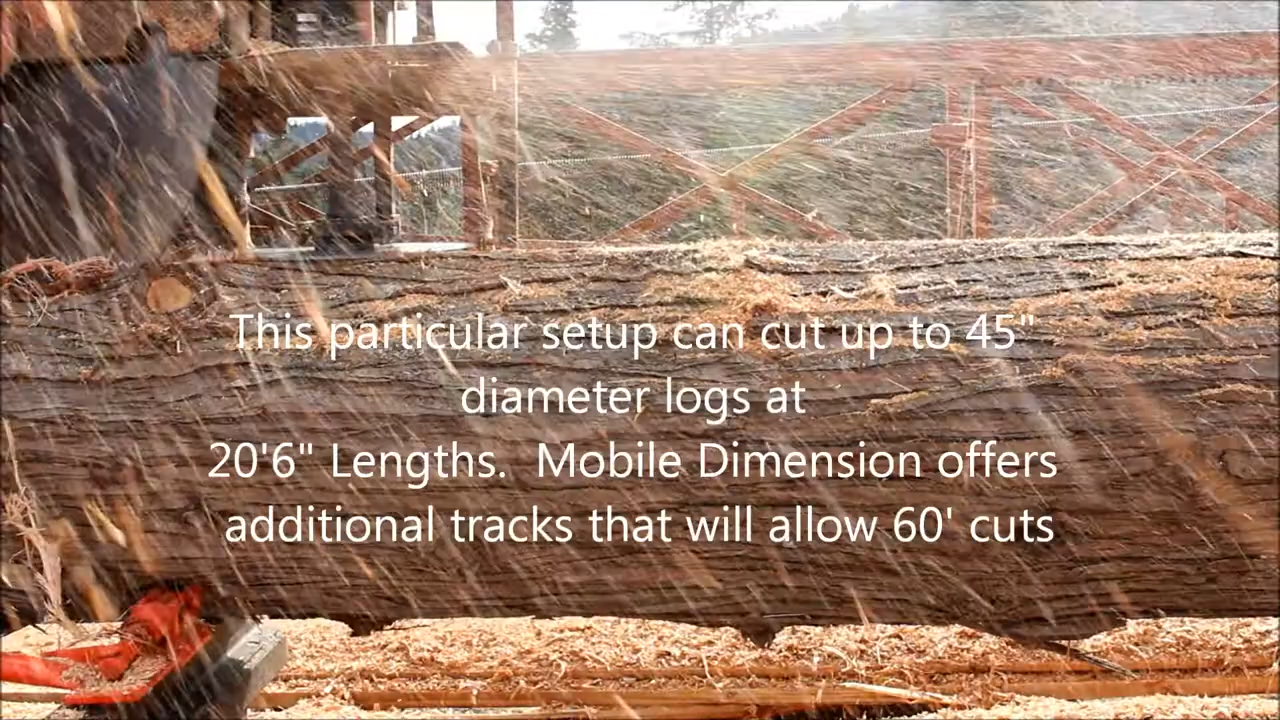 This particular setup can cut up to 45"
diameter logs at
20'6" Lengths.  Mobile Dimension offers
additional tracks that will allow 60' cuts